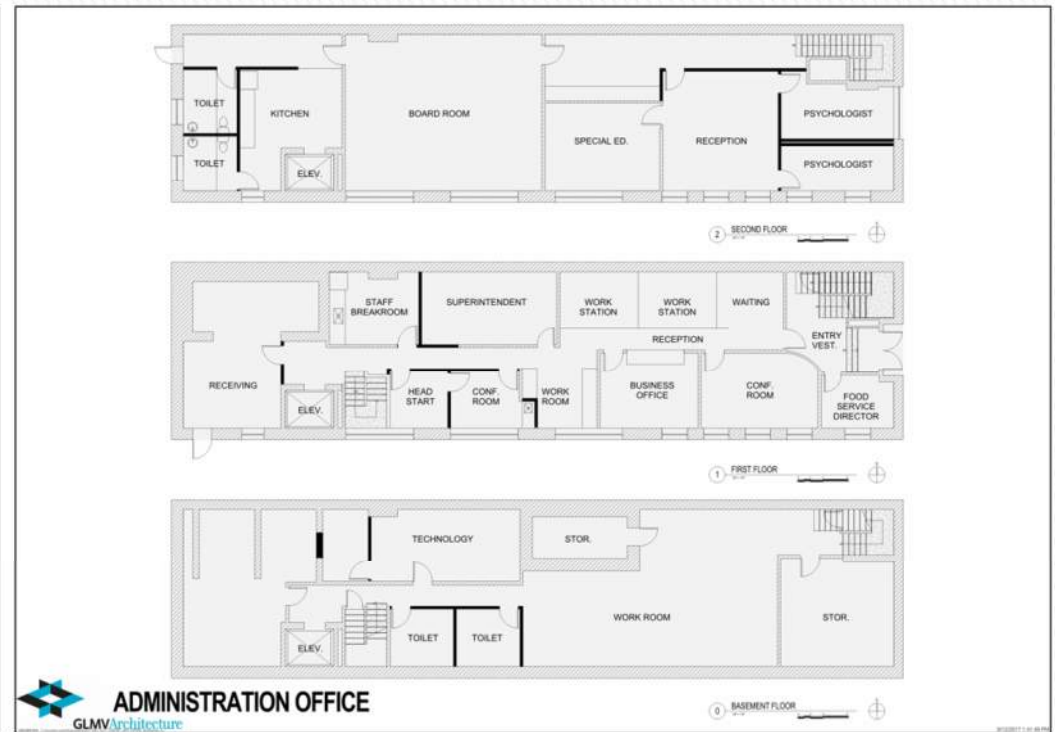 TOILET
KITCHEN
BOARD ROOM
SPECIAL ED.
RECEPTION
PSYCHOLOGIST
TOILET
ELEV.
PSYCHOLOGIST
2 SECOND FLOOR
STAFF
BREAKROOM
SUPERINTENDENT
WORK
STATION
WORK
STATION
WAITING
RECEPTION
ENTRY
VEST.
RECEIVING
ELEV.
HEAD
START
CONF.
ROOM
WORK
ROOM
BUSINESS
OFFICE
CONF.
ROOM
FOOD
SERVICE
DIRECTOR
1 FIRST FLOOR
TECHNOLOGY
STOR.
ELEV.
TOILET
TOILET
WORK ROOM
STOR.
0 BASEMENT FLOOR
ADMINISTRATION OFFICE
GLMVArchitecture